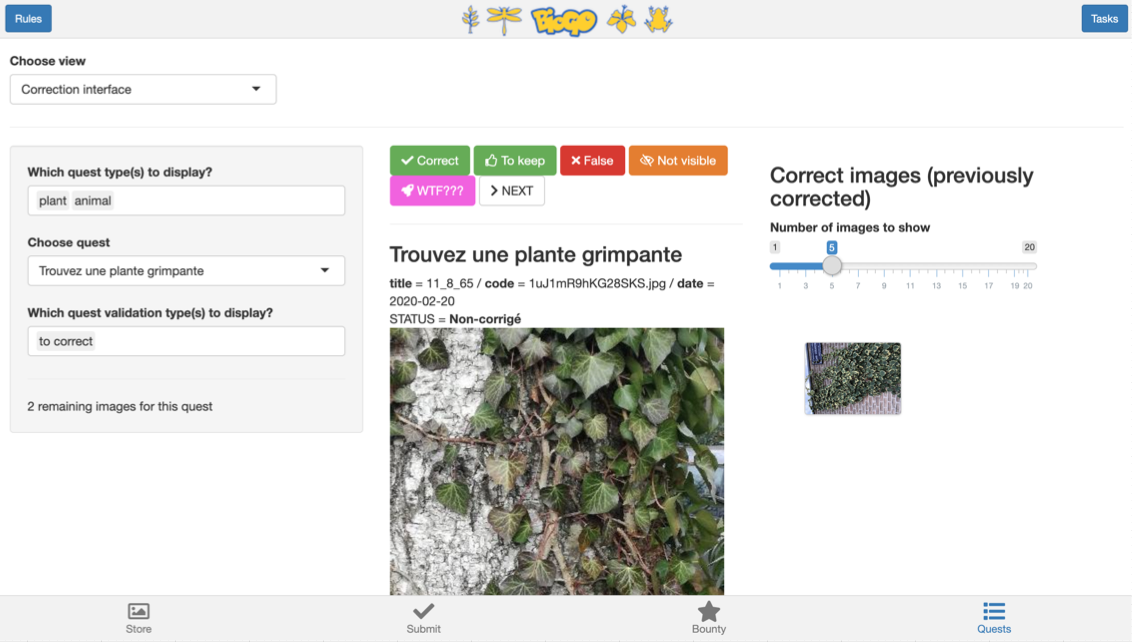 Rules
BioGO
Tasks
Choose view
Correction interface
Which quest type(s) to display?
plant animal
Choose quest
Trouvez une plante grimpante
Which quest validation type(s) to display?
to correct
2 remaining images for this quest
Correct
To keep
False
Not visible
WTF???
NEXT
Trouvez une plante grimpante
title = 11_8_65 / code = 1uJ1mR9hKG28SKS.jpg / date =
2020-02-20
STATUS = Non-corrigé
Correct images (previously
corrected)
Number of images to show
1 5 20
1 3 5 7 9 11 13 15 17 19 20
Store
Submit
Bounty
Quests